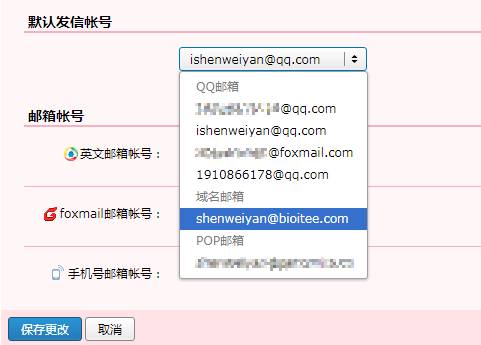 默认发信帐号
ishenweiyan@qq.com
QQ邮箱
@qq.com
ishenweiyan@qq.com
@foxmail.com
1910866178@qq.com
域名邮箱
shenweiyan@bioitee.com
POP邮箱
邮箱帐号
英文邮箱帐号：
foxmail邮箱帐号：
手机号邮箱帐号：
保存更改
取消